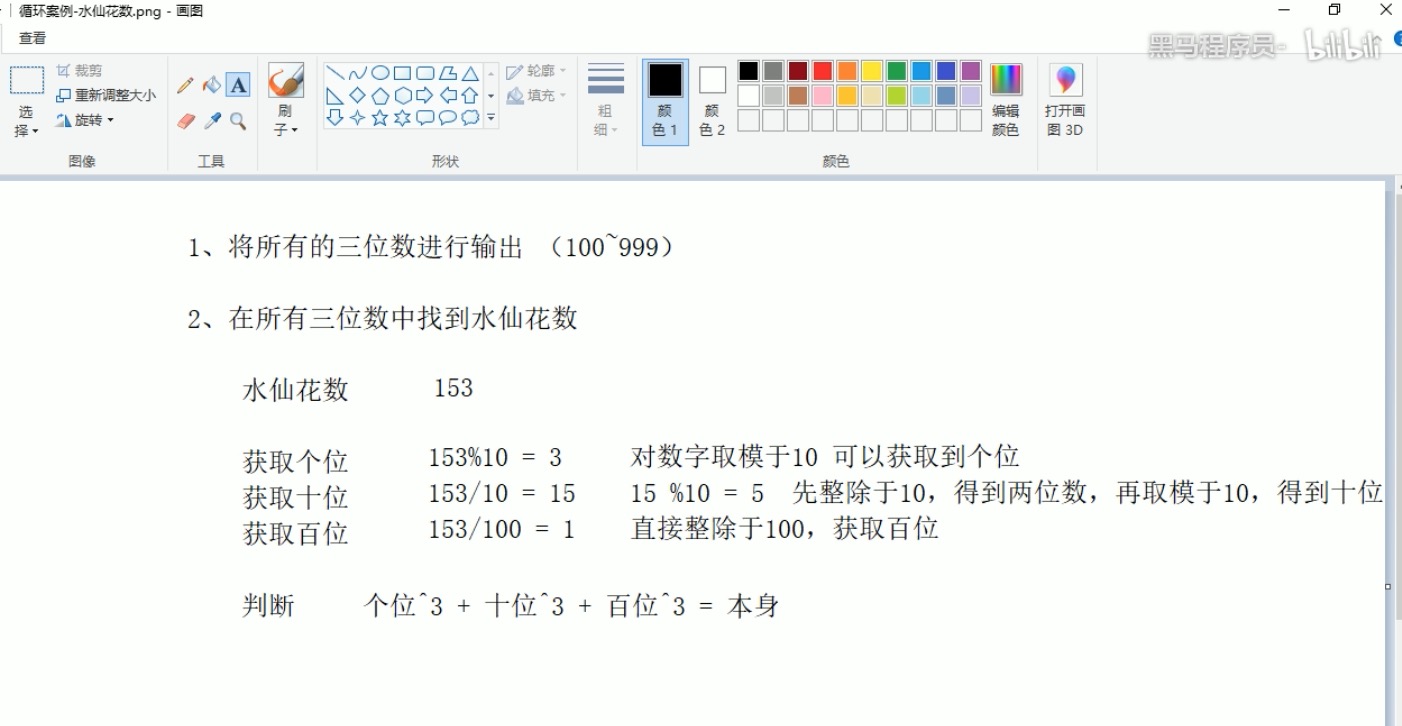 循环案例-水仙花数.png - 画图
查看
黑马程序员- bilibili
裁剪
重新调整大小
旋转
选
择
图像
A
工具
刷
子
形状
轮廓
填充
粗
细
颜
色 1
颜
色 2
颜色
编辑
颜色
打开画
图 3D
1、将所有的三位数进行输出 （100~999）
2、在所有三位数中找到水仙花数
水仙花数 153
获取个位 153%10 = 3 对数字取模于10 可以获取到个位
获取十位 153/10 = 15 15 %10 = 5 先整除于10，得到两位数，再取模于10，得到十位
获取百位 153/100 = 1 直接整除于100，获取百位
判断 个位^3 + 十位^3 + 百位^3 = 本身